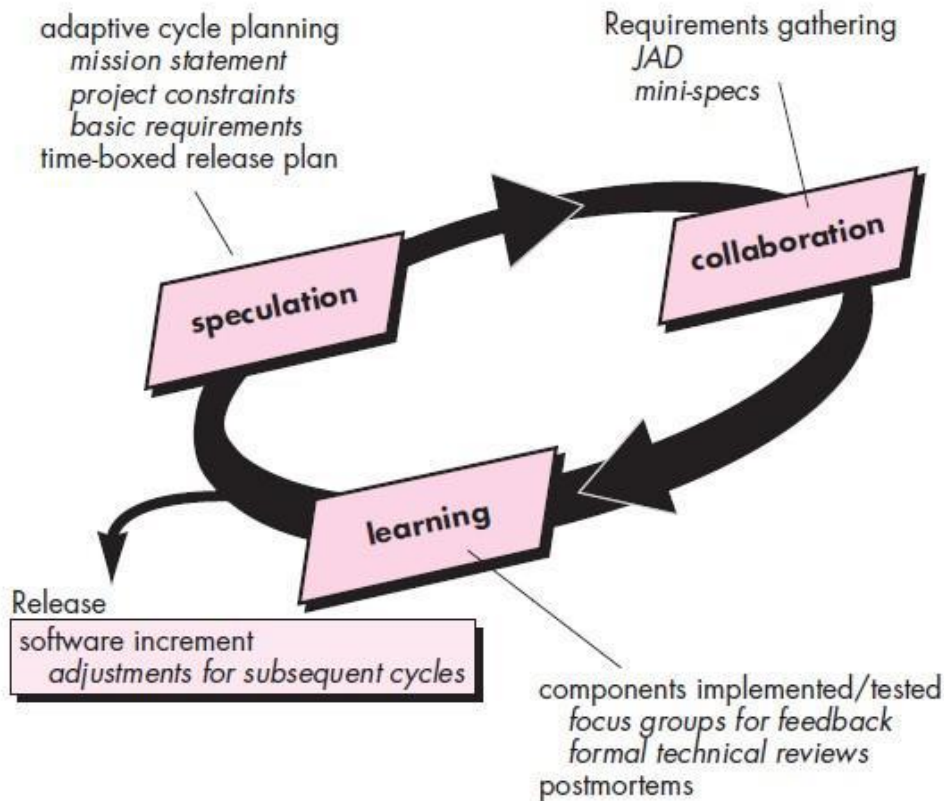 adaptive cycle planning
mission statement
project constraints
basic requirements
time-boxed release plan
Requirements gathering
JAD
mini-specs
speculation
collaboration
learning
Release
software increment
adjustments for subsequent cycles
components implemented/tested
focus groups for feedback
formal technical reviews
postmortems